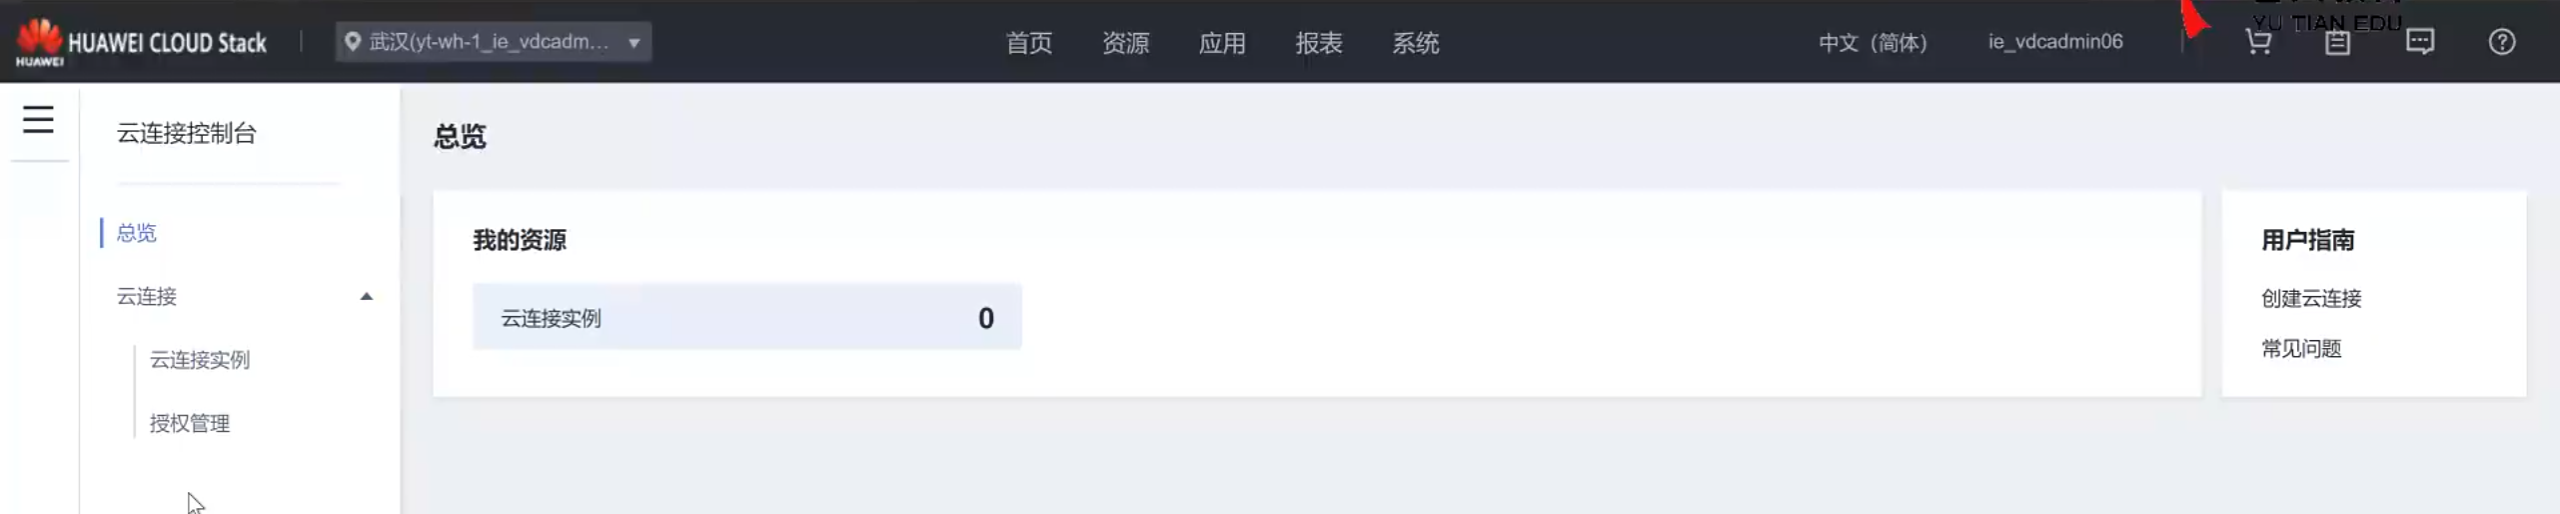 HUAWEI
HUAWEI CLOUD Stack
武汉(yt-wh-1_ie_vdcadm...
首页
资源
应用
报表
系统
中文（简体）
ie_vdcadmin06
YU TIAN EDU
云连接控制台
总览
云连接
云连接实例
授权管理
总览
我的资源
云连接实例
0
用户指南
创建云连接
常见问题